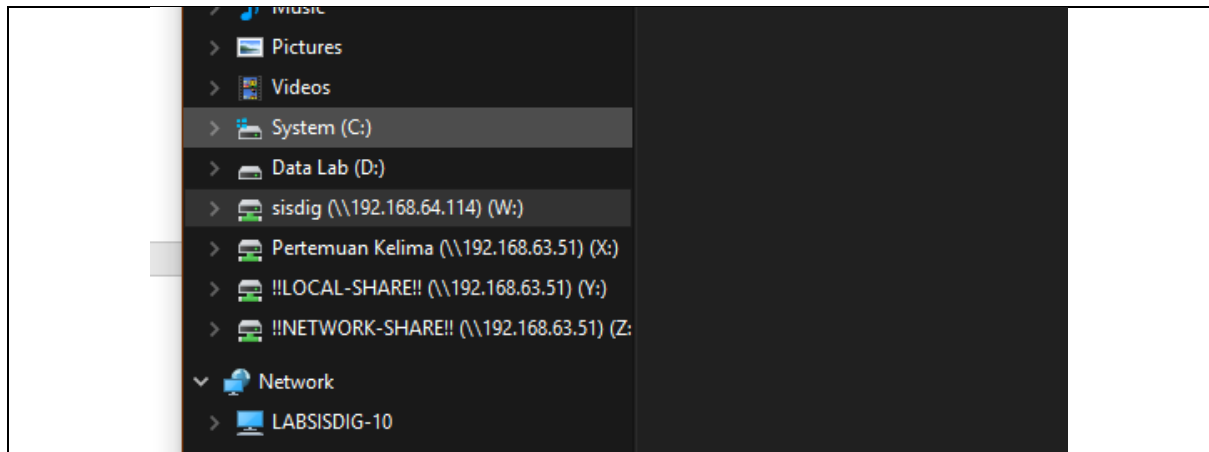 Music
Pictures
Videos
System (C:)
Data Lab (D:)
sisdig (\\192.168.64.114) (W:)
Pertemuan Kelima (\\192.168.63.51) (X:)
!!LOCAL-SHARE!! (\\192.168.63.51) (Y:)
!!NETWORK-SHARE!! (\\192.168.63.51) (Z:
Network
LABSISDIG-10